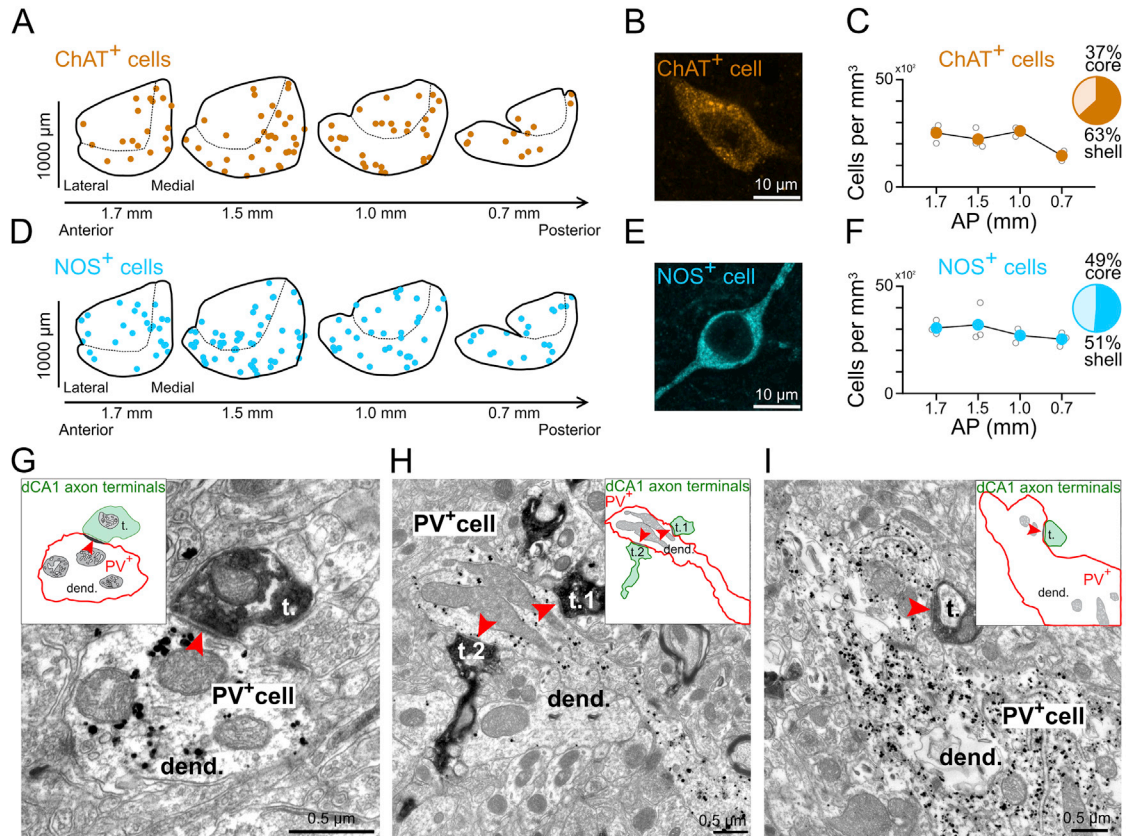 A
ChAT⁺ cells
1000 µm
Lateral
Medial
1.7 mm
1.5 mm
1.0 mm
0.7 mm
Anterior
Posterior
B
ChAT⁺ cell
10 µm
C
ChAT⁺ cells
37%
core
63%
shell
x10²
50
0
Cells per mm³
1.7
1.5
1.0
0.7
AP (mm)
D
NOS⁺ cells
1000 µm
Lateral
Medial
1.7 mm
1.5 mm
1.0 mm
0.7 mm
Anterior
Posterior
E
NOS⁺ cell
10 µm
F
NOS⁺ cells
49%
core
51%
shell
x10²
50
0
Cells per mm³
1.7
1.5
1.0
0.7
AP (mm)
G
dCA1 axon terminals
t.
PV⁺
dend.
t.
PV⁺cell
dend.
0.5 µm
H
dCA1 axon terminals
PV⁺
t.1
t.2
dend.
PV⁺cell
t.1
t.2
dend.
0.5 µm
I
dCA1 axon terminals
t.
PV⁺
dend.
t.
PV⁺cell
dend.
0.5 µm